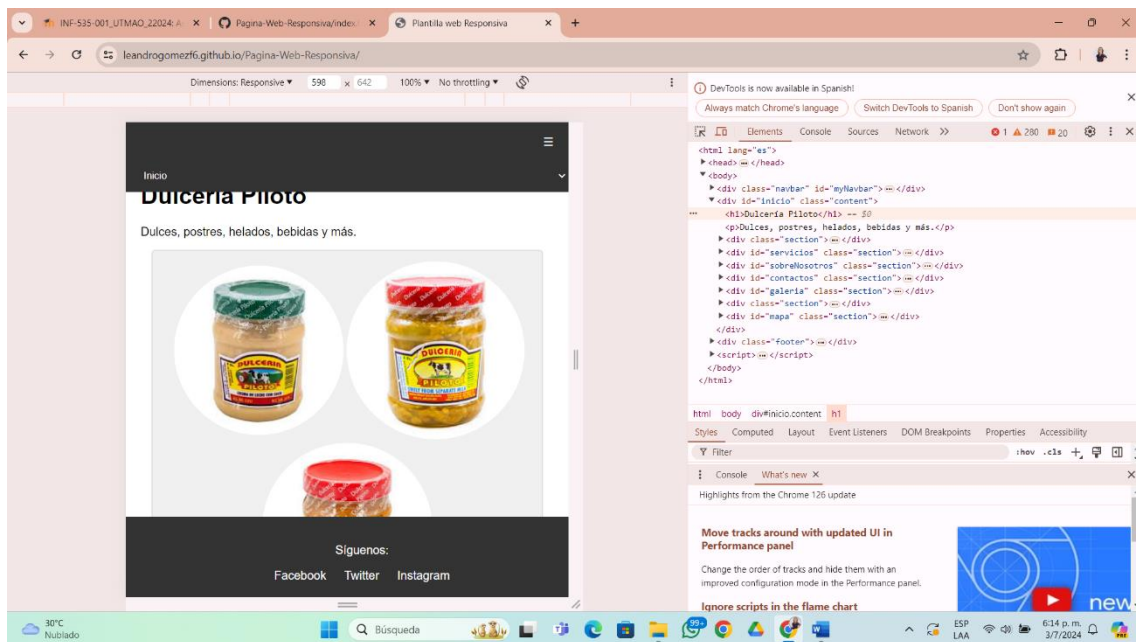 INF-535-001_UTMAO_22024: A
Pagina-Web-Responsiva/index.
Plantilla web Responsiva
leandrogomezf6.github.io/Pagina-Web-Responsiva/
Dimensions: Responsive ▼ 598 x 642 100% ▼ No throttling ▼
Inicio
Dulcería Piloto
Dulces, postres, helados, bebidas y más.
DULCERIA
PILOTO
DULCERIA
PILOTO
Síguenos:
Facebook Twitter Instagram
DevTools is now available in Spanish!
Always match Chrome's language Switch DevTools to Spanish Don't show again
Elements Console Sources Network >> 1 280 20
<html lang="es">
▶<head> ⋯ </head>
▼<body>
▶<div class="navbar" id="myNavbar"> ⋯ </div>
▼<div id="inicio" class="content">
⋯ <h1>Dulcería Piloto</h1> == $0
<p>Dulces, postres, helados, bebidas y más.</p>
▶<div class="section"> ⋯ </div>
▶<div id="servicios" class="section"> ⋯ </div>
▶<div id="sobreNosotros" class="section"> ⋯ </div>
▶<div id="contactos" class="section"> ⋯ </div>
▶<div id="galeria" class="section"> ⋯ </div>
▶<div class="section"> ⋯ </div>
▶<div id="mapa" class="section"> ⋯ </div>
</div>
▶<div class="footer"> ⋯ </div>
▶<script> ⋯ </script>
</body>
</html>
html body div#inicio.content h1
Styles Computed Layout Event Listeners DOM Breakpoints Properties Accessibility
Filter :hov .cls +
Console What's new ×
Highlights from the Chrome 126 update
Move tracks around with updated UI in
Performance panel
Change the order of tracks and hide them with an
improved configuration mode in the Performance panel.
Ignore scripts in the flame chart
new
30°C
Nublado
Búsqueda
99+
ESP
LAA
6:14 p. m.
3/7/2024